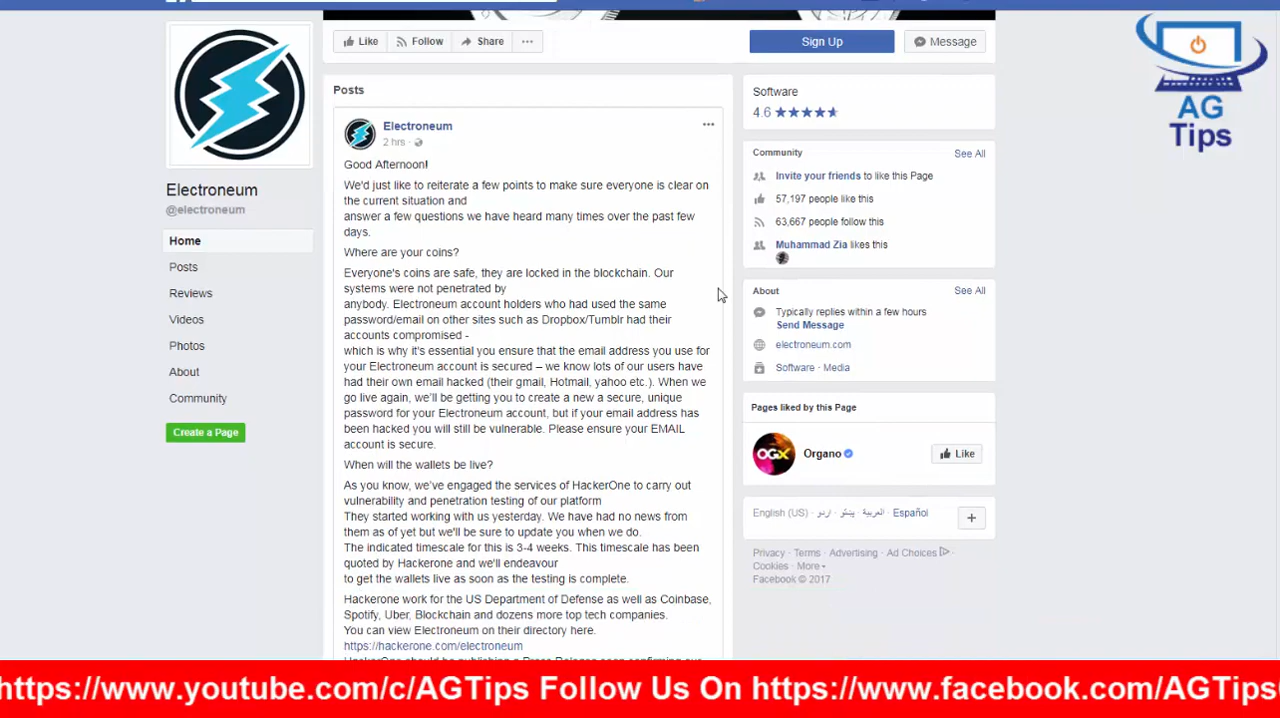 Like
Follow
Share
Sign Up
Message
AG
Tips
Electroneum
@electroneum
Home
Posts
Reviews
Videos
Photos
About
Community
Create a Page
Posts
Electroneum
2 hrs ·
Good Afternoon!
We'd just like to reiterate a few points to make sure everyone is clear on
the current situation and
answer a few questions we have heard many times over the past few
days.
Where are your coins?
Everyone's coins are safe, they are locked in the blockchain. Our
systems were not penetrated by
anybody. Electroneum account holders who had used the same
password/email on other sites such as Dropbox/Tumblr had their
accounts compromised -
which is why it's essential you ensure that the email address you use for
your Electroneum account is secured – we know lots of our users have
had their own email hacked (their gmail, Hotmail, yahoo etc.). When we
go live again, we'll be getting you to create a new a secure, unique
password for your Electroneum account, but if your email address has
been hacked you will still be vulnerable. Please ensure your EMAIL
account is secure.
When will the wallets be live?
As you know, we've engaged the services of HackerOne to carry out
vulnerability and penetration testing of our platform
They started working with us yesterday. We have had no news from
them as of yet but we'll be sure to update you when we do.
The indicated timescale for this is 3-4 weeks. This timescale has been
quoted by Hackerone and we'll endeavour
to get the wallets live as soon as the testing is complete.
Hackerone work for the US Department of Defense as well as Coinbase,
Spotify, Uber, Blockchain and dozens more top tech companies.
You can view Electroneum on their directory here.
https://hackerone.com/electroneum
Software
4.6
Community
See All
Invite your friends to like this Page
57,197 people like this
63,667 people follow this
Muhammad Zia likes this
About
See All
Typically replies within a few hours
Send Message
electroneum.com
Software · Media
Pages liked by this Page
OGX
Organo
Like
English (US) · اردو · پښتو · العربية · Español
Privacy · Terms · Advertising · Ad Choices ·
Cookies · More
Facebook © 2017
https://www.youtube.com/c/AGTips Follow Us On https://www.facebook.com/AGTips